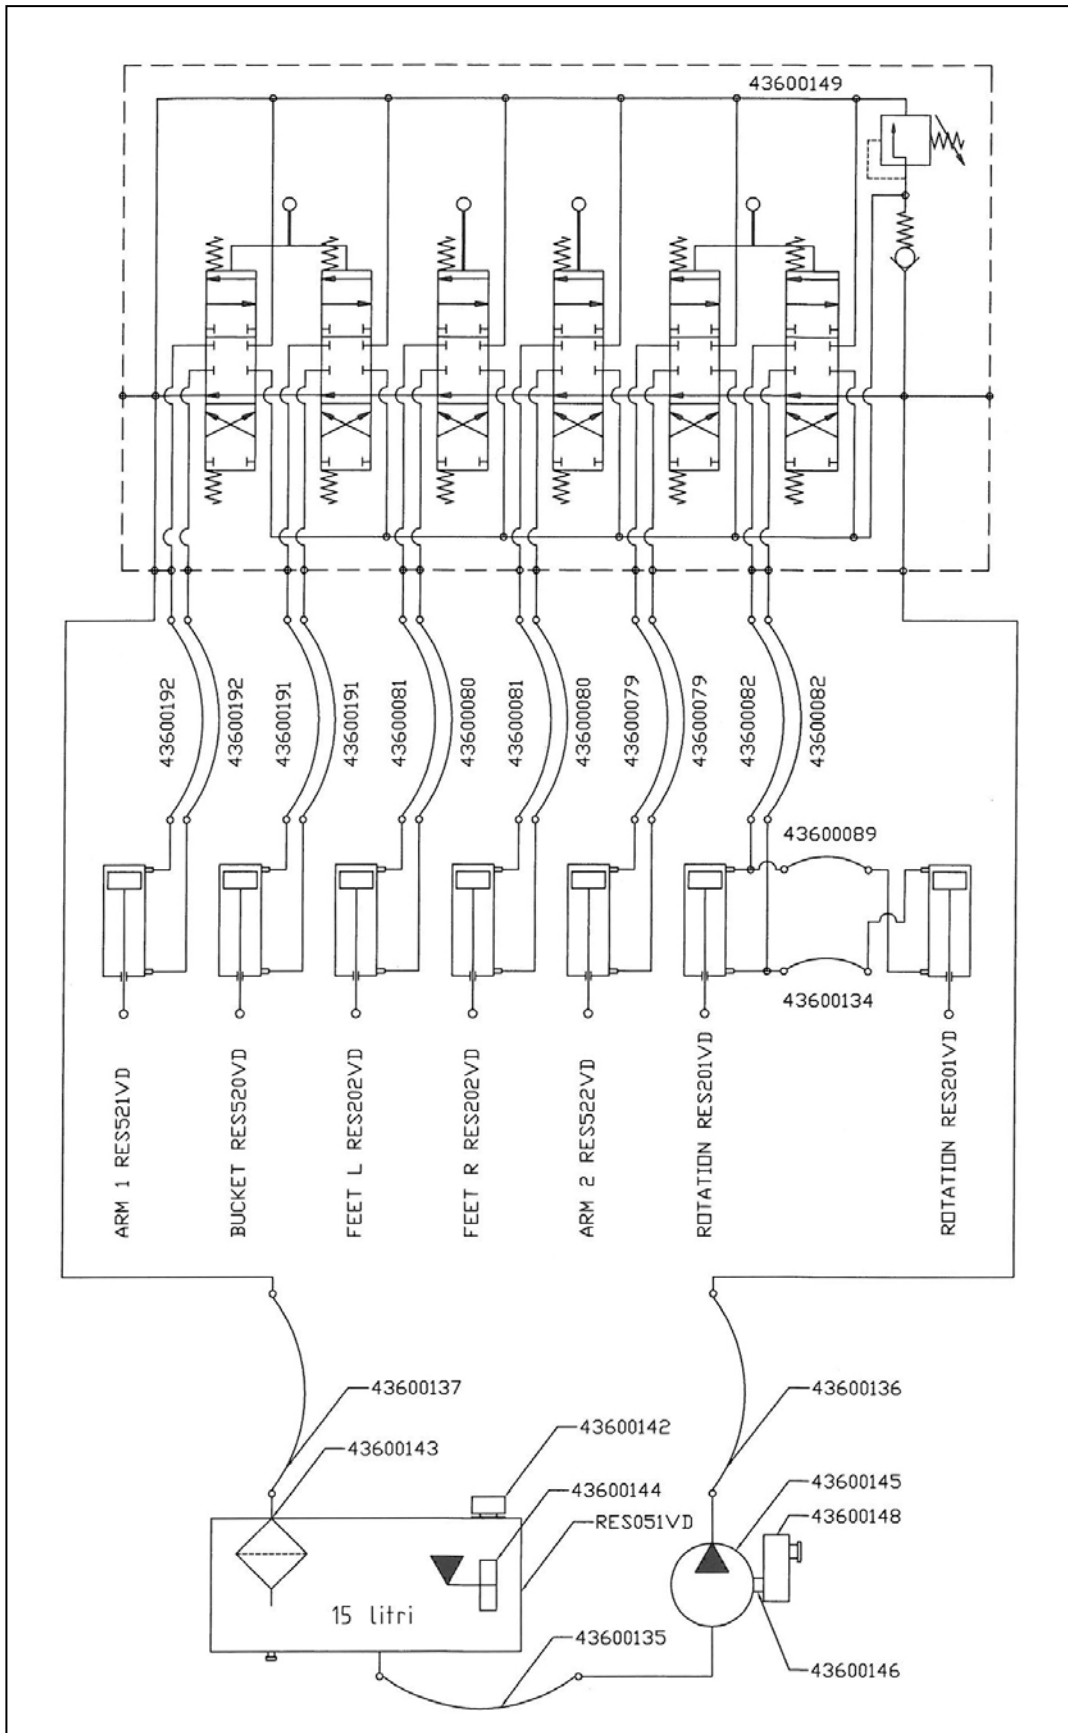 43600149
43600192
43600192
43600191
43600191
43600081
43600080
43600081
43600080
43600079
43600079
43600082
43600082
43600089
43600134
ARM 1 RES521VD
BUCKET RES520VD
FEET L RES202VD
FEET R RES202VD
ARM 2 RES522VD
ROTATION RES201VD
ROTATION RES201VD
43600137
43600136
43600142
43600143
43600144
43600145
RES051VD
43600148
15 litri
43600135
43600146